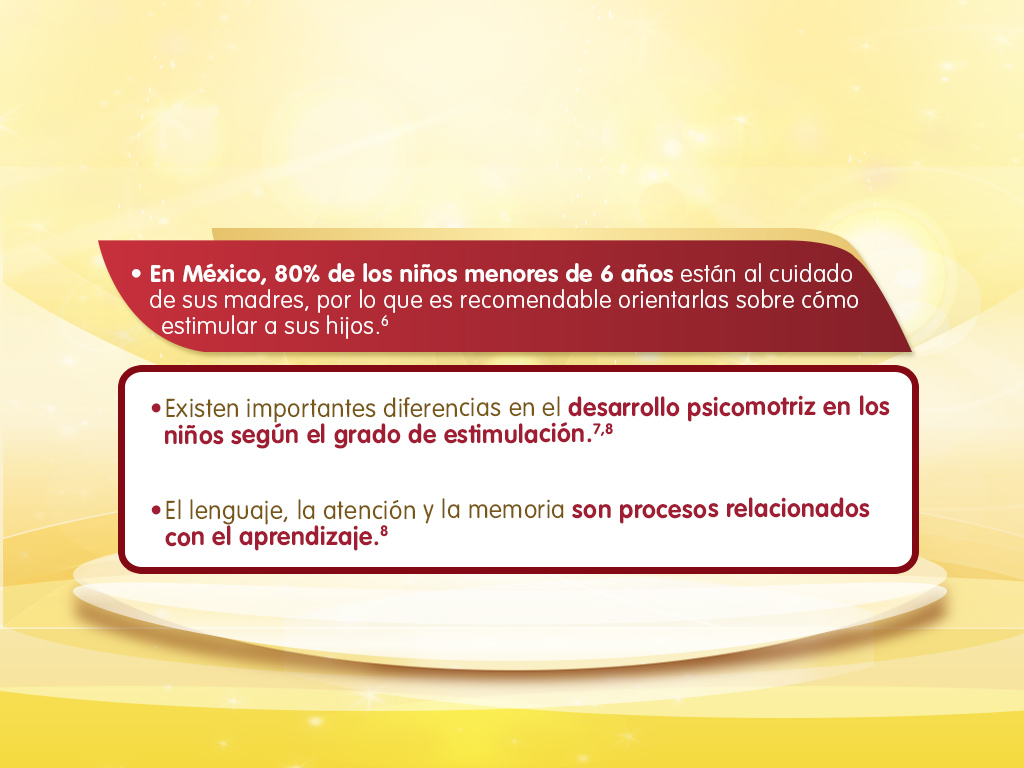 • En México, 80% de los niños menores de 6 años están al cuidado
de sus madres, por lo que es recomendable orientarlas sobre cómo
estimular a sus hijos.⁶
•Existen importantes diferencias en el desarrollo psicomotriz en los
niños según el grado de estimulación.⁷,⁸
•El lenguaje, la atención y la memoria son procesos relacionados
con el aprendizaje.⁸